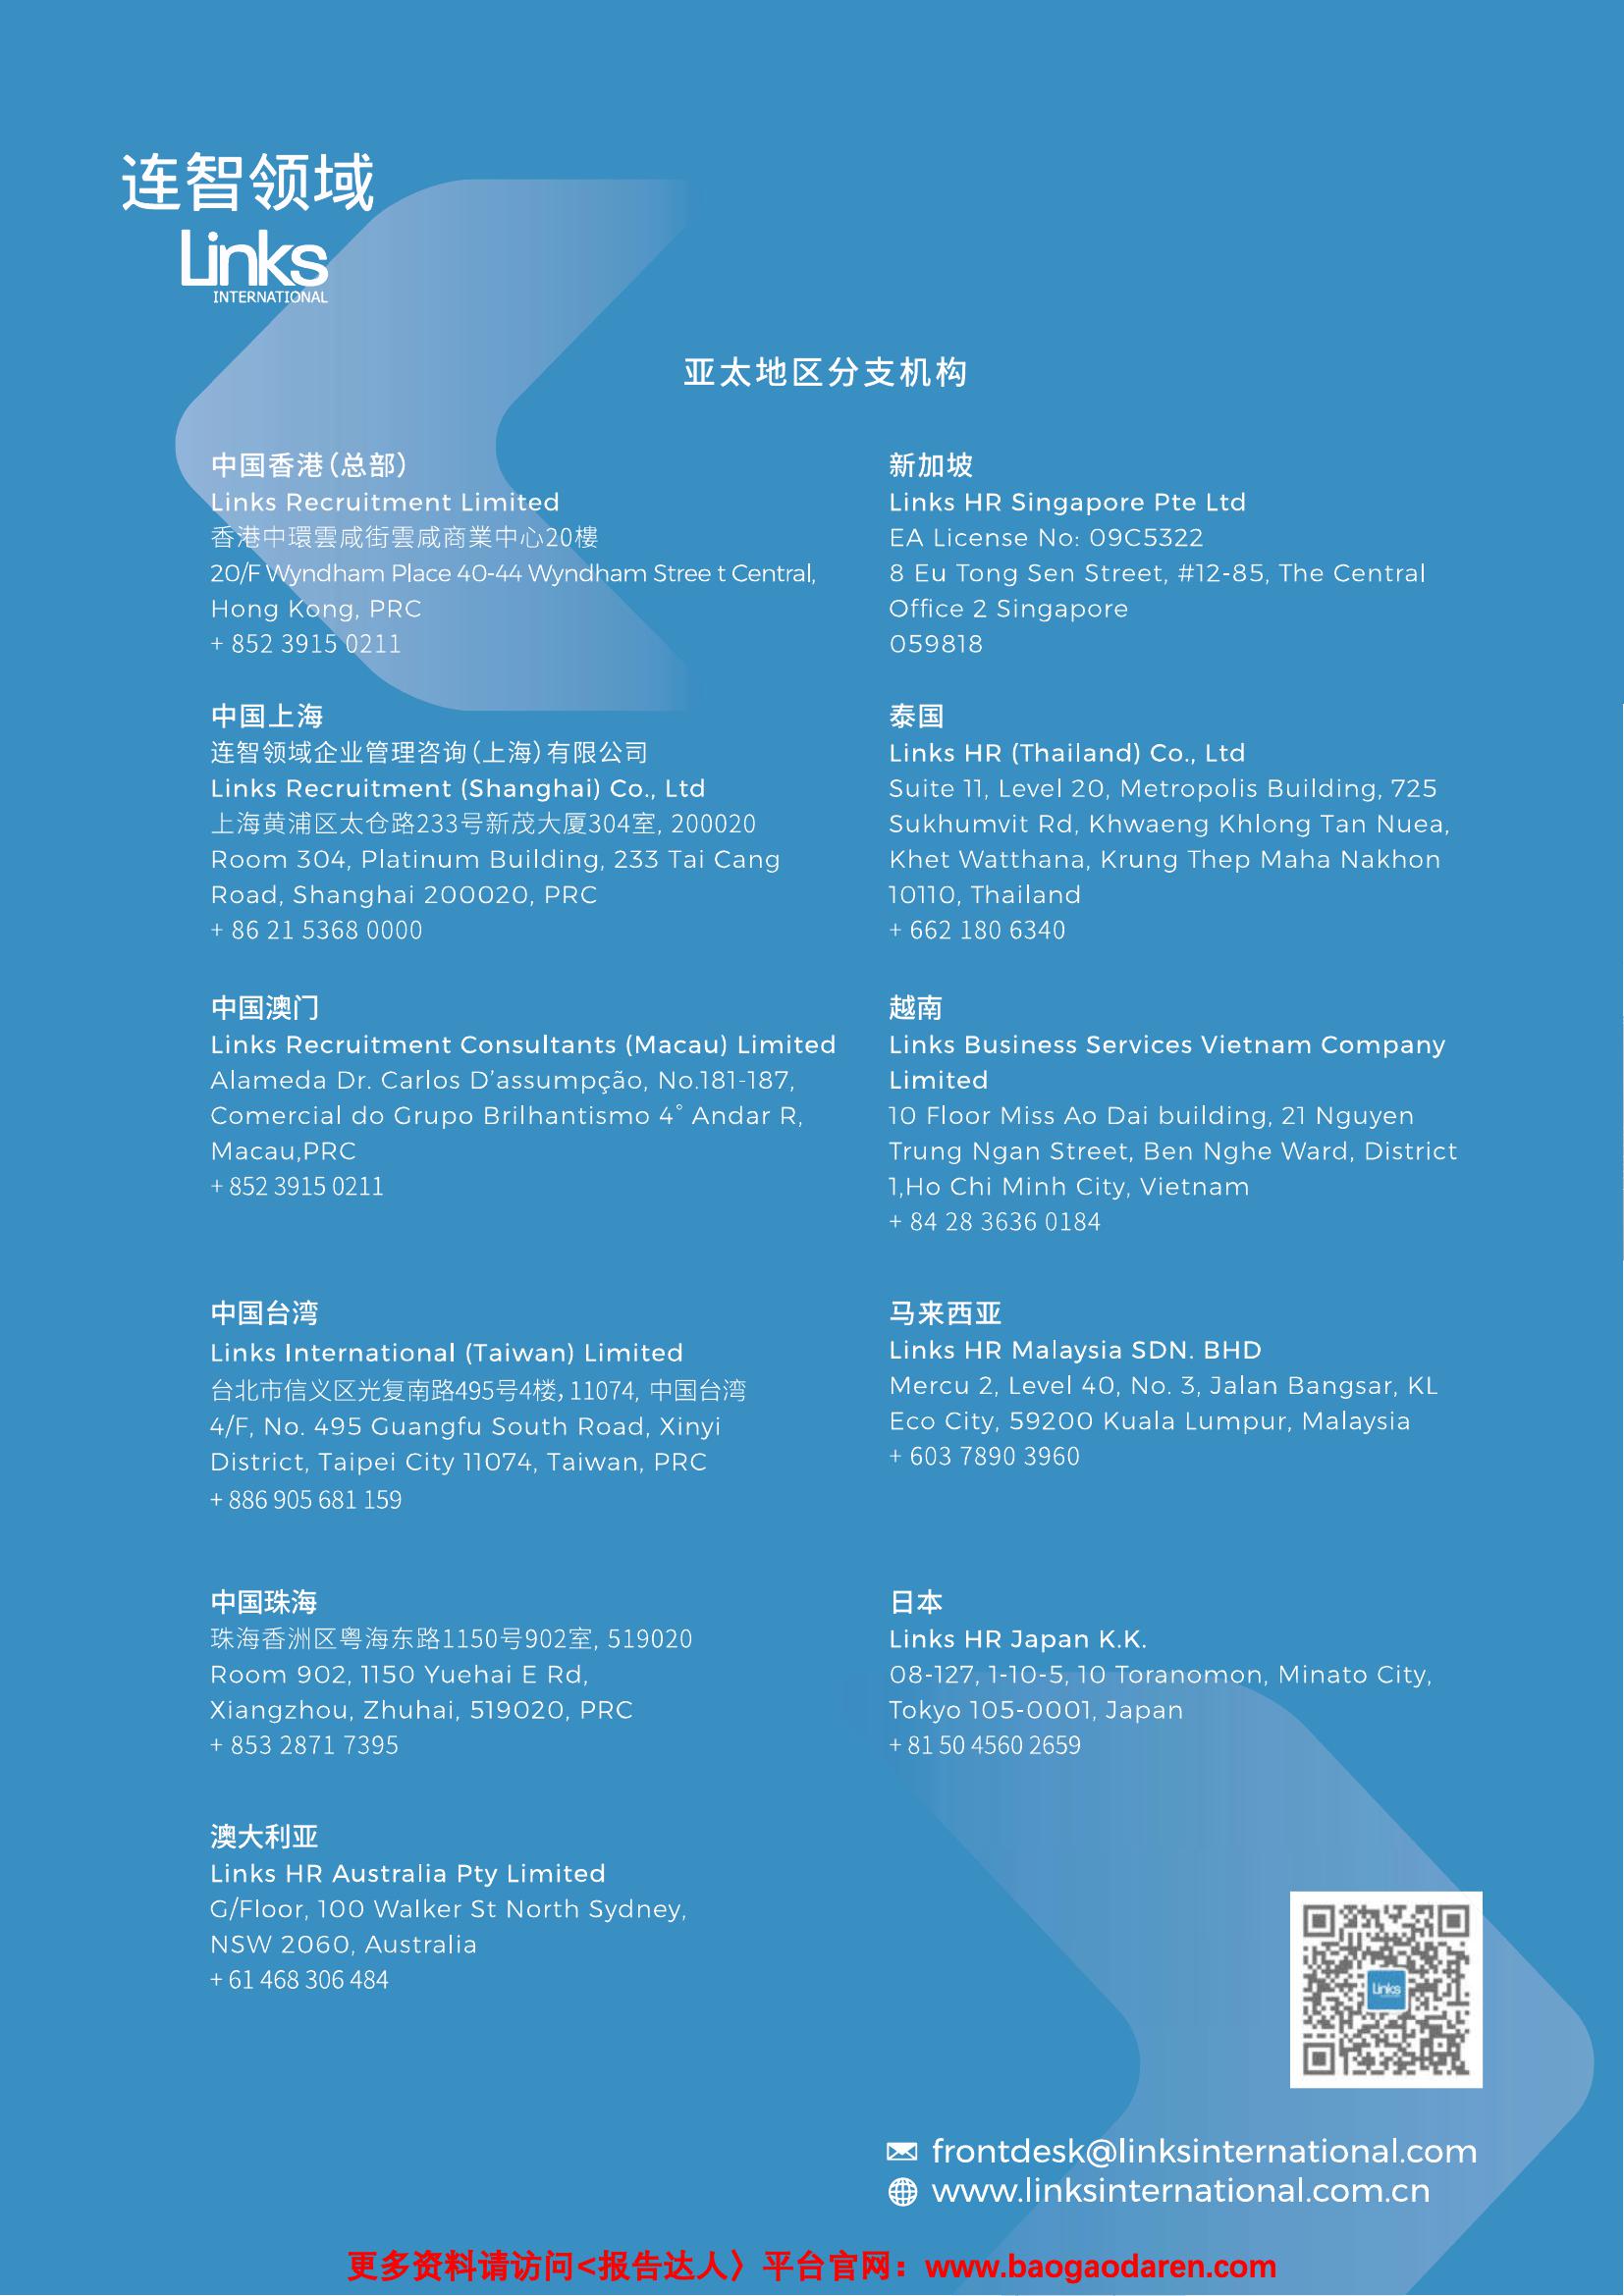 连智领域
Links
INTERNATIONAL
亚太地区分支机构
中国香港(总部)
Links Recruitment Limited
香港中環雲咸街雲咸商業中心20樓
20/F Wyndham Place 40-44 Wyndham Stree t Central,
Hong Kong, PRC
+ 852 3915 0211
中国上海
连智领域企业管理咨询(上海)有限公司
Links Recruitment (Shanghai) Co., Ltd
上海黄浦区太仓路233号新茂大厦304室, 200020
Room 304, Platinum Building, 233 Tai Cang
Road, Shanghai 200020, PRC
+ 86 21 5368 0000
中国澳门
Links Recruitment Consultants (Macau) Limited
Alameda Dr. Carlos D’assumpção, No.181-187,
Comercial do Grupo Brilhantismo 4° Andar R,
Macau,PRC
+ 852 3915 0211
中国台湾
Links International (Taiwan) Limited
台北市信义区光复南路495号4楼, 11074, 中国台湾
4/F, No. 495 Guangfu South Road, Xinyi
District, Taipei City 11074, Taiwan, PRC
+ 886 905 681 159
中国珠海
珠海香洲区粤海东路1150号902室, 519020
Room 902, 1150 Yuehai E Rd,
Xiangzhou, Zhuhai, 519020, PRC
+ 853 2871 7395
澳大利亚
Links HR Australia Pty Limited
G/Floor, 100 Walker St North Sydney,
NSW 2060, Australia
+ 61 468 306 484
新加坡
Links HR Singapore Pte Ltd
EA License No: 09C5322
8 Eu Tong Sen Street, #12-85, The Central
Office 2 Singapore
059818
泰国
Links HR (Thailand) Co., Ltd
Suite 11, Level 20, Metropolis Building, 725
Sukhumvit Rd, Khwaeng Khlong Tan Nuea,
Khet Watthana, Krung Thep Maha Nakhon
10110, Thailand
+ 662 180 6340
越南
Links Business Services Vietnam Company
Limited
10 Floor Miss Ao Dai building, 21 Nguyen
Trung Ngan Street, Ben Nghe Ward, District
1,Ho Chi Minh City, Vietnam
+ 84 28 3636 0184
马来西亚
Links HR Malaysia SDN. BHD
Mercu 2, Level 40, No. 3, Jalan Bangsar, KL
Eco City, 59200 Kuala Lumpur, Malaysia
+ 603 7890 3960
日本
Links HR Japan K.K.
08-127, 1-10-5, 10 Toranomon, Minato City,
Tokyo 105-0001, Japan
+ 81 50 4560 2659
Links
frontdesk@linksinternational.com
www.linksinternational.com.cn
更多资料请访问<报告达人〉平台官网：www.baogaodaren.com